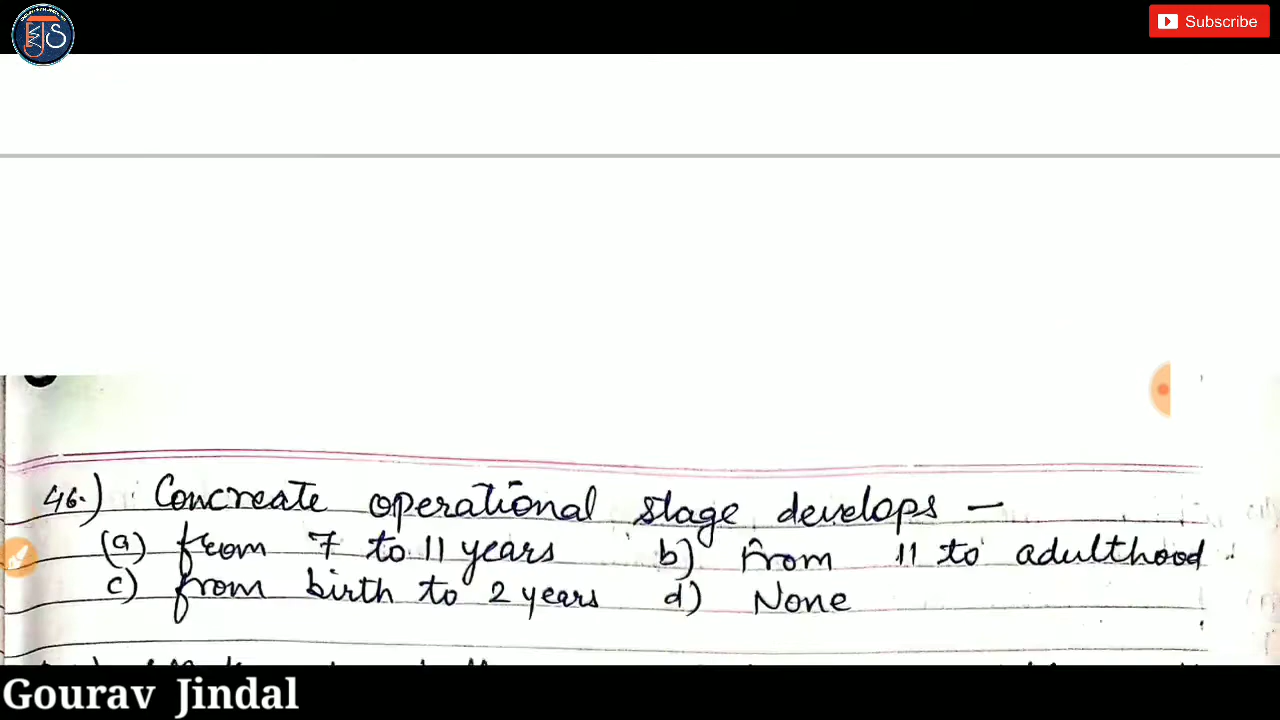 Subscribe
46.) Concreate operational stage develops —
(a) from 7 to 11 years b) From 11 to adulthood
c) from birth to 2 years d) None
Gourav Jindal